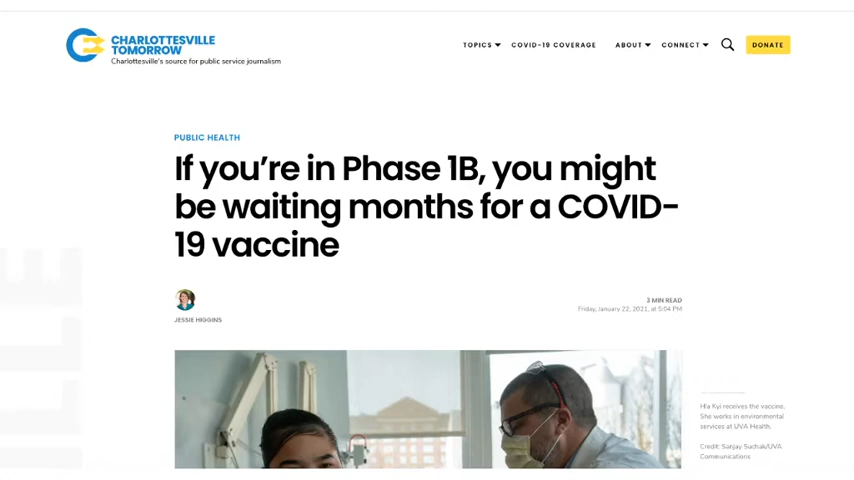 CHARLOTTESVILLE
TOMORROW
Charlottesville's source for public service journalism
TOPICS
COVID-19 COVERAGE
ABOUT
CONNECT
DONATE
PUBLIC HEALTH
If you're in Phase 1B, you might
be waiting months for a COVID-
19 vaccine
JESSIE HIGGINS
3 MIN READ
Friday, January 22, 2021, at 5:04 PM
Hla Kyi receives the vaccine.
She works in environmental
services at UVA Health.
Credit: Sanjay Suchak/UVA
Communications
ILLE